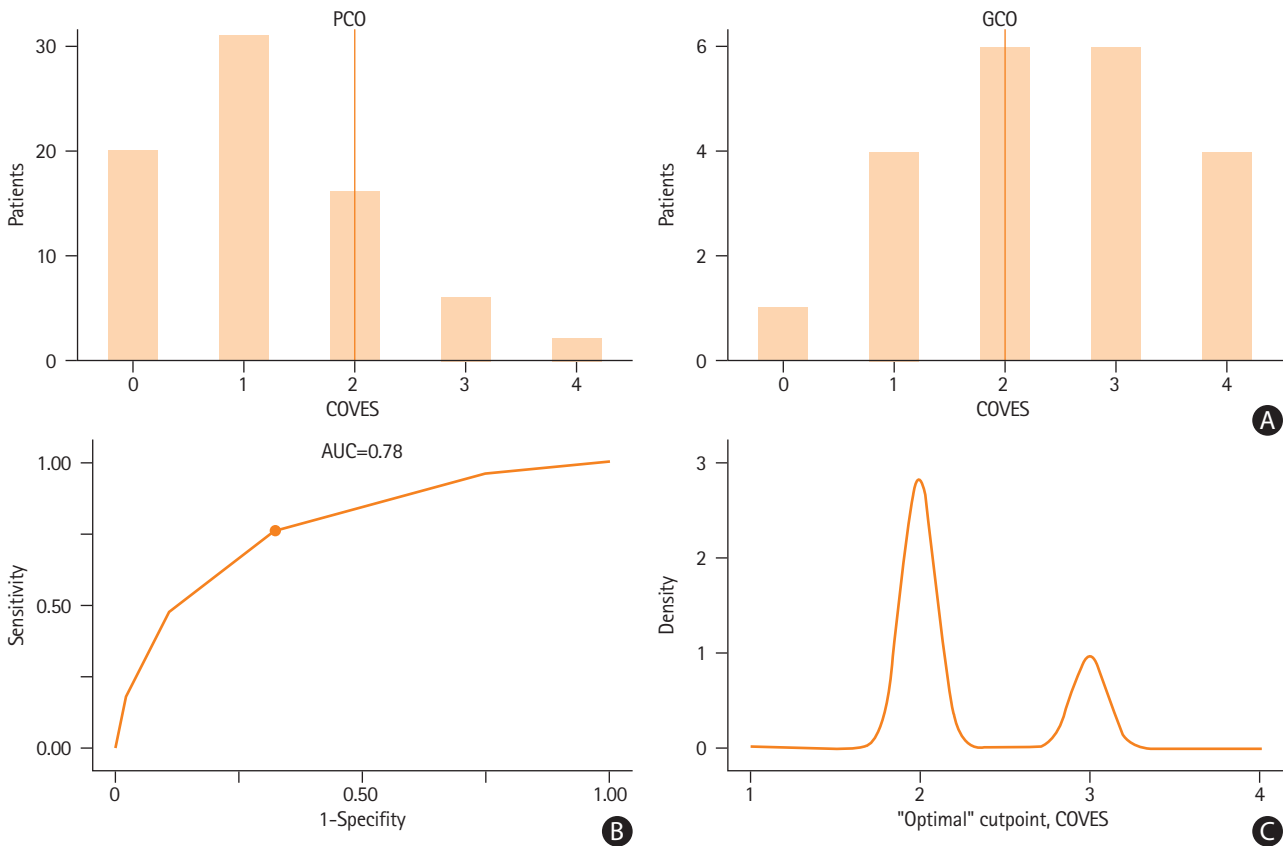 PCO
30
20
10
0
Patients
0 1 2 3 4
COVES
GCO
6
4
2
0
Patients
0 1 2 3 4
COVES
A
AUC=0.78
1.00
0.50
0.00
Sensitivity
0 0.50 1.00
1-Specifity
B
3
2
1
0
Density
1 2 3 4
"Optimal" cutpoint, COVES
C